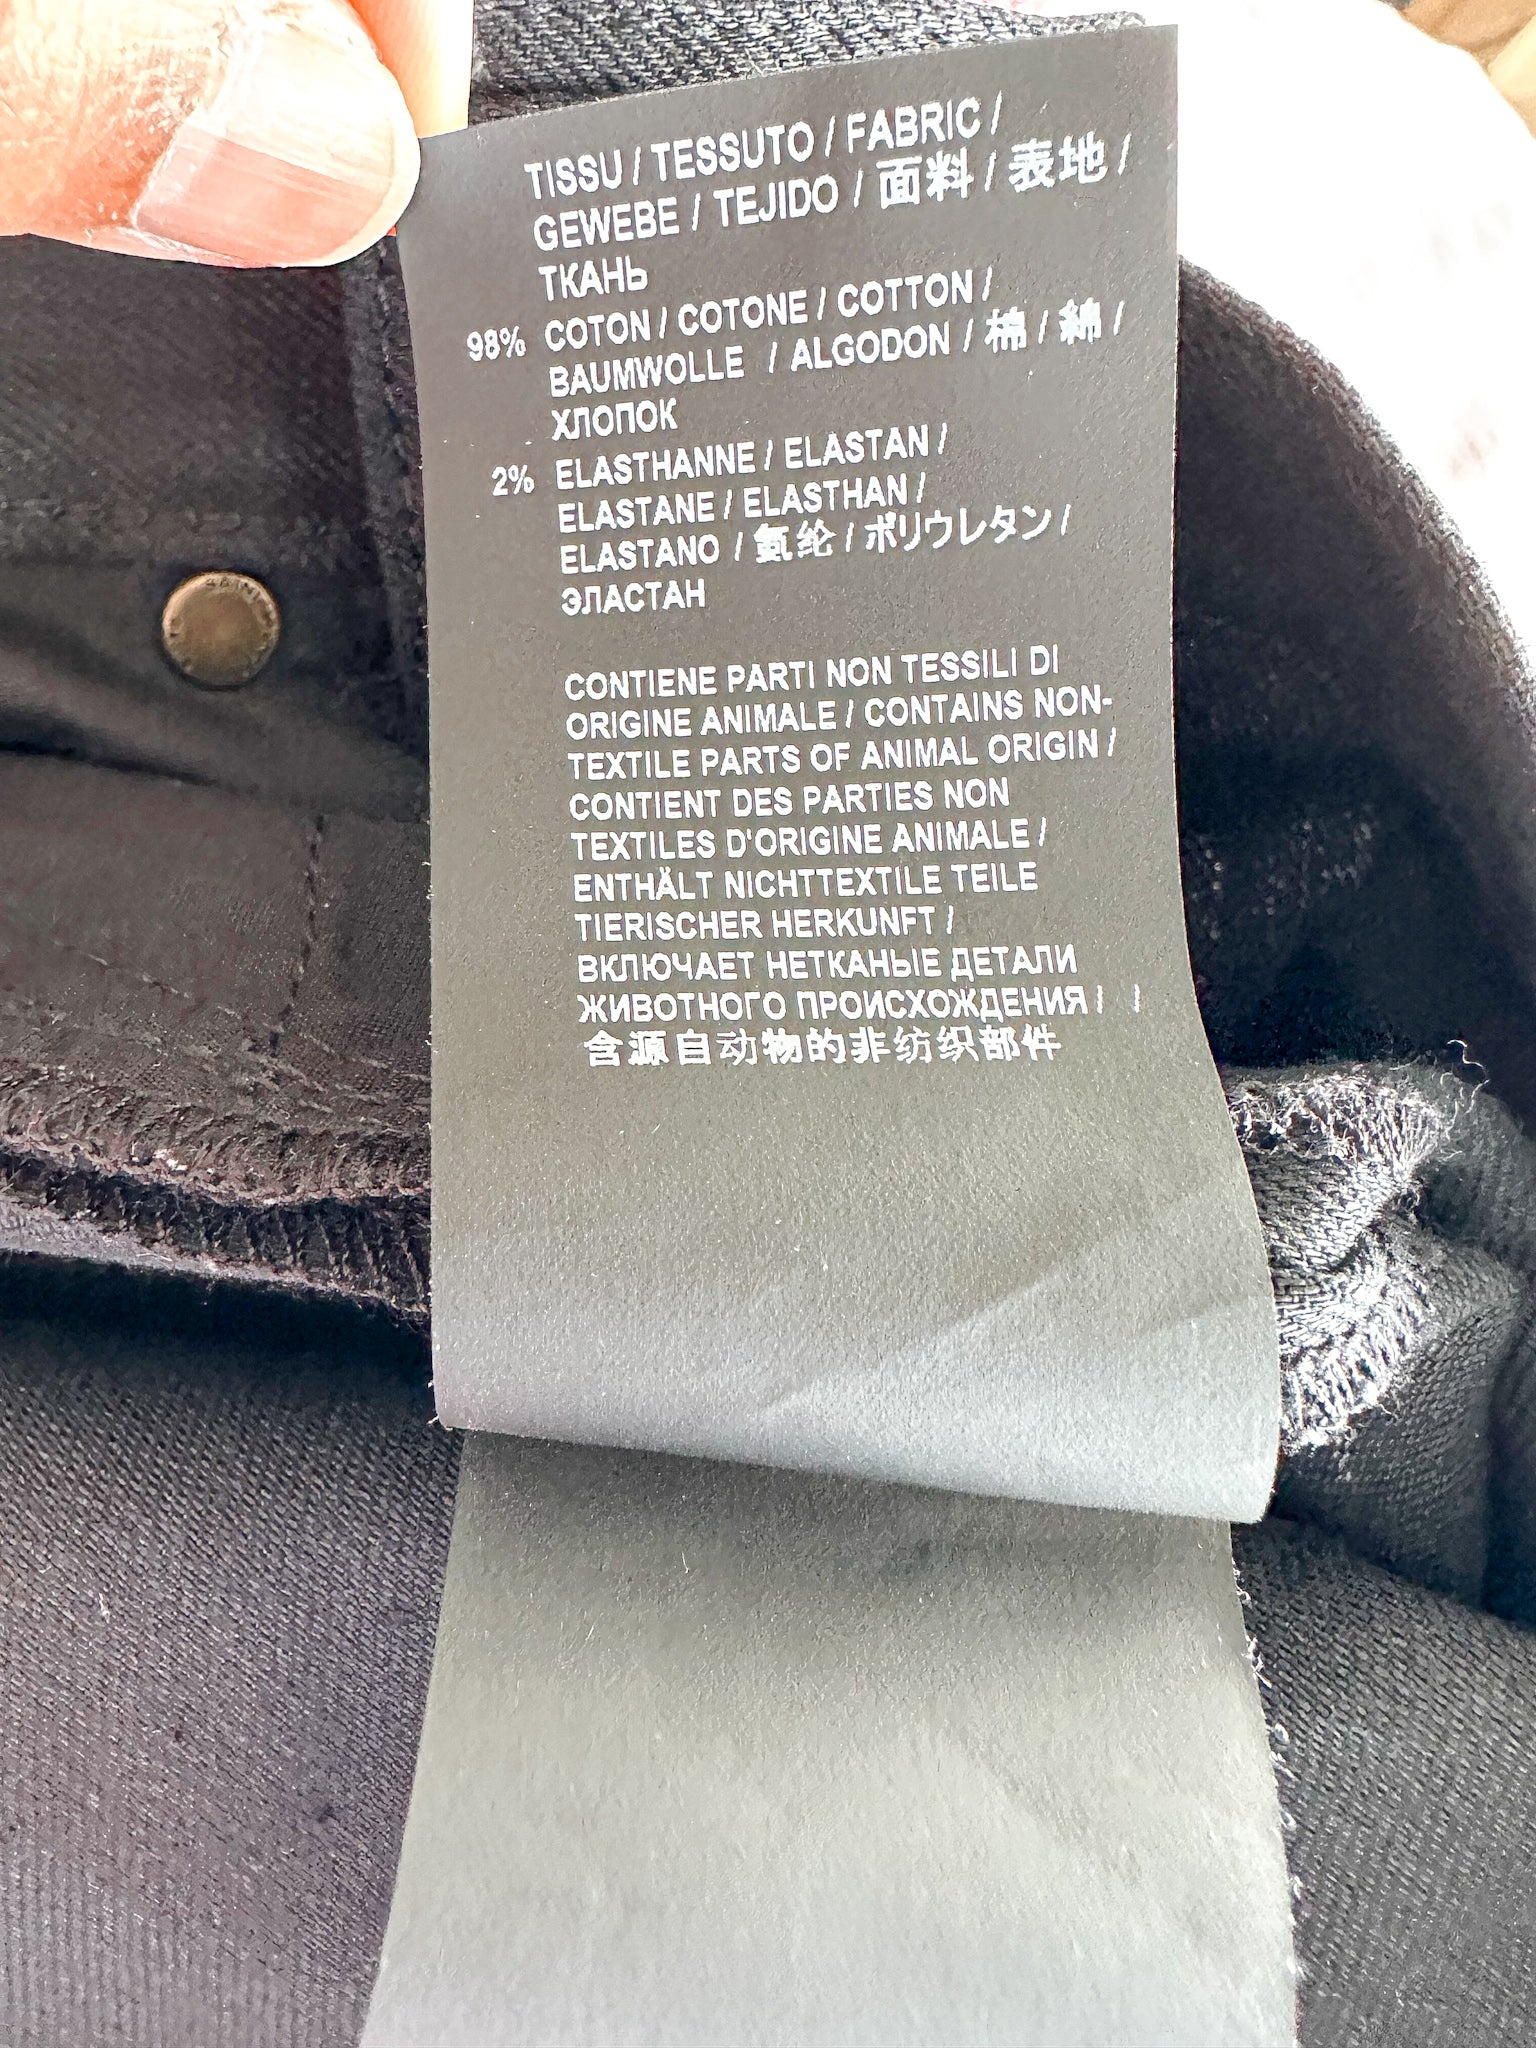 TISSU / TESSUTO / FABRIC /
GEWEBE / TEJIDO / 面料 / 表地 /
ТКАНЬ
98% COTON / COTONE / COTTON /
BAUMWOLLE / ALGODON / 棉 / 綿 /
ХЛОПОК
2% ELASTHANNE / ELASTAN /
ELASTANE / ELASTHAN /
ELASTANO / 氨纶 / ポリウレタン /
ЭЛАСТАН
CONTIENE PARTI NON TESSILI DI
ORIGINE ANIMALE / CONTAINS NON-
TEXTILE PARTS OF ANIMAL ORIGIN /
CONTIENT DES PARTIES NON
TEXTILES D'ORIGINE ANIMALE /
ENTHÄLT NICHTTEXTILE TEILE
TIERISCHER HERKUNFT /
ВКЛЮЧАЕТ НЕТКАНЫЕ ДЕТАЛИ
ЖИВОТНОГО ПРОИСХОЖДЕНИЯ / /
含源自动物的非纺织部件